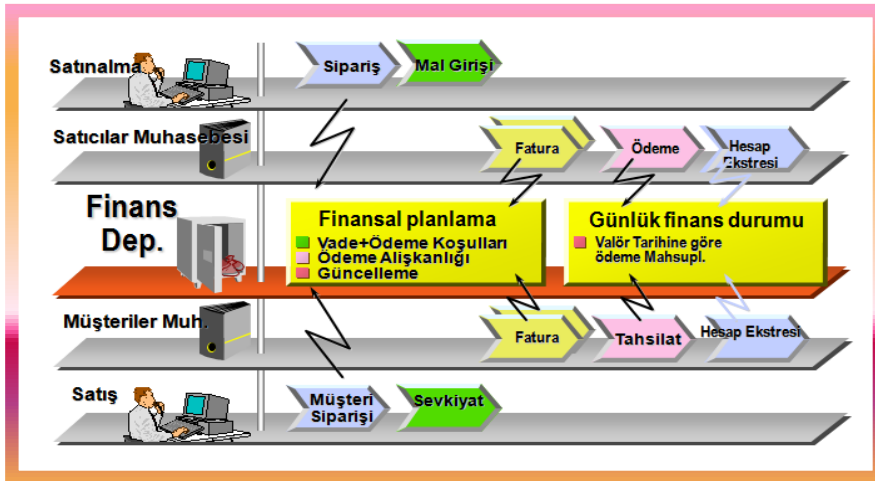 Satınalma
Sipariş
Mal Girişi
Satıcılar Muhasebesi
Fatura
Ödeme
Hesap
Ekstresi
Finans
Dep.
Finansal planlama
Vade+Ödeme Koşulları
Ödeme Alişkanlığı
Güncelleme
Günlük finans durumu
Valör Tarihine göre
ödeme Mahsupl.
Müşteriler Muh.
Fatura
Tahsilat
Hesap Ekstresi
Satış
Müşteri
Siparişi
Sevkiyat